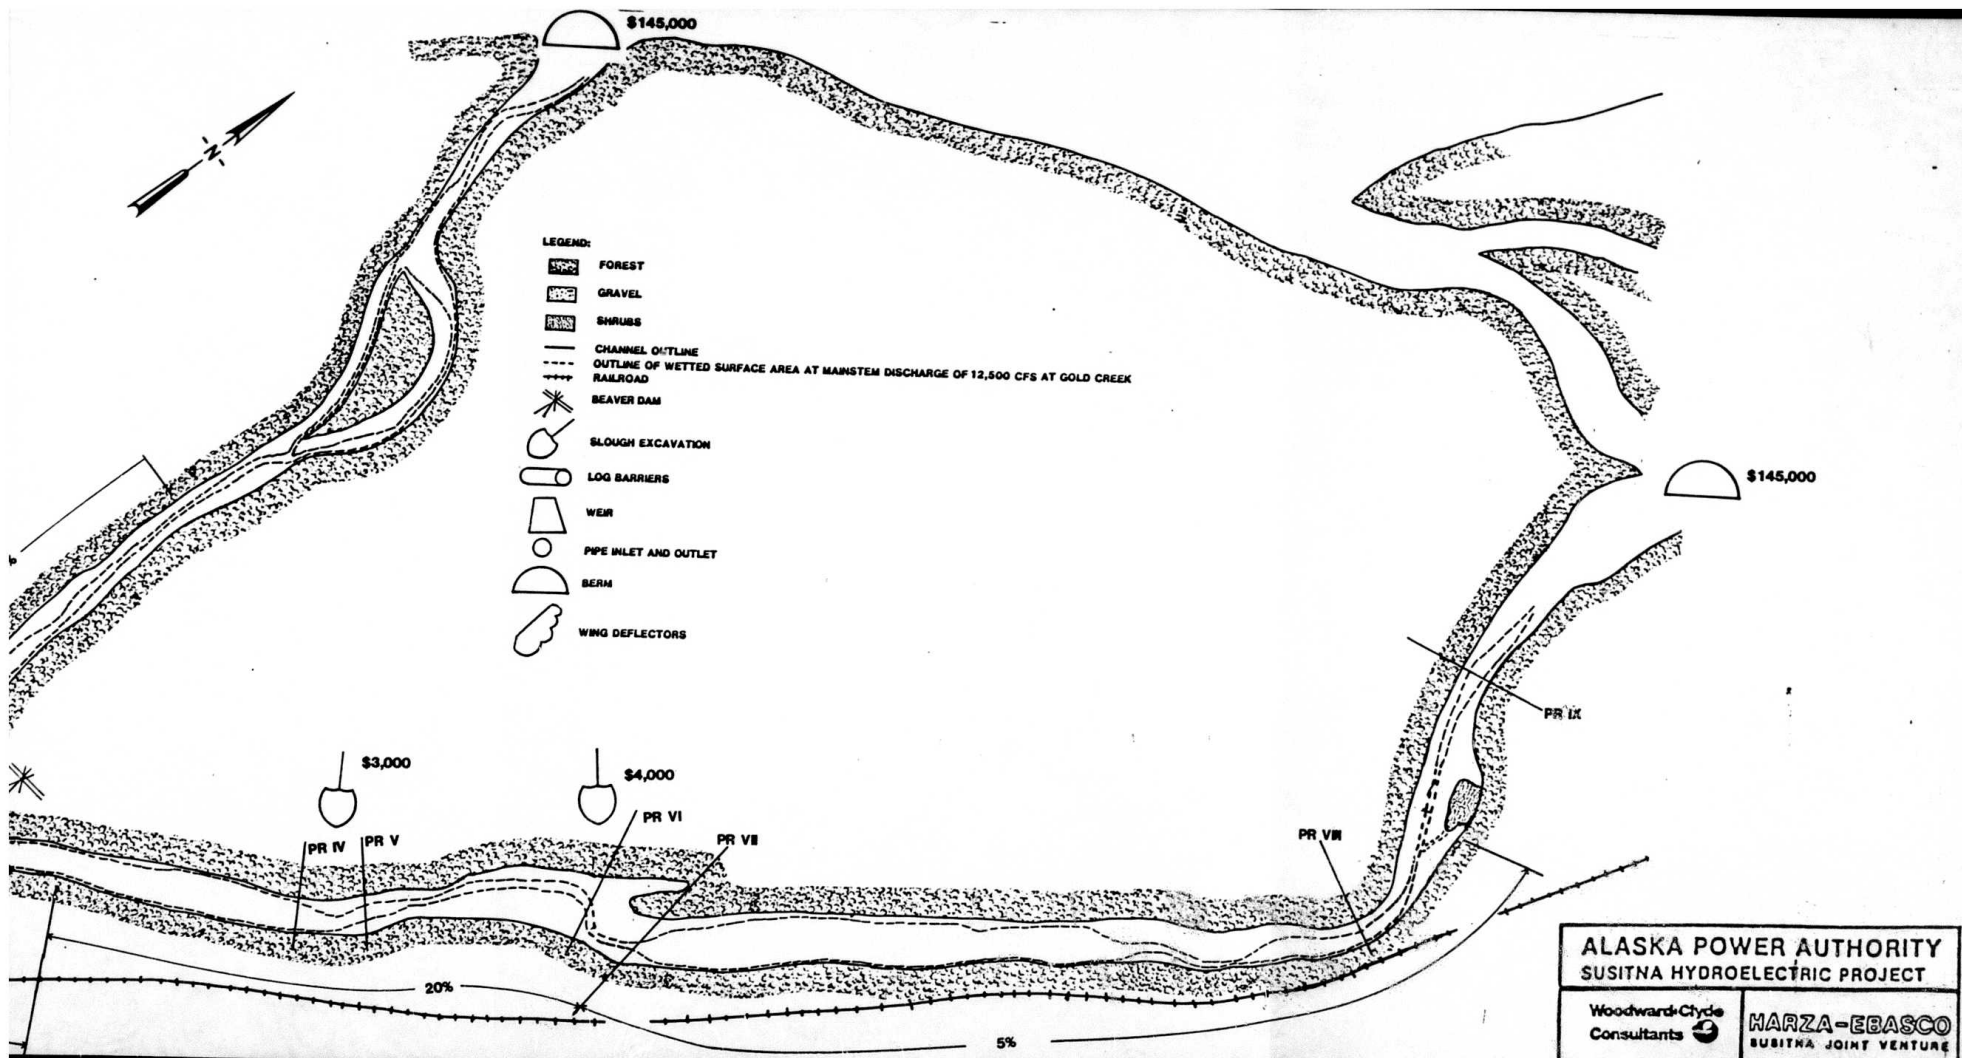 $145,000
N
LEGEND:
FOREST
GRAVEL
SHRUBS
CHANNEL OUTLINE
OUTLINE OF WETTED SURFACE AREA AT MAINSTEM DISCHARGE OF 12,500 CFS AT GOLD CREEK
RAILROAD
BEAVER DAM
SLOUGH EXCAVATION
LOG BARRIERS
WEIR
PIPE INLET AND OUTLET
BERM
WING DEFLECTORS
$145,000
PR IX
$3,000
$4,000
PR IV
PR V
PR VI
PR VII
PR VIII
20%
5%
ALASKA POWER AUTHORITY
SUSITNA HYDROELECTRIC PROJECT
Woodward-Clyde
Consultants
HARZA-EBASCO
SUSITNA JOINT VENTURE